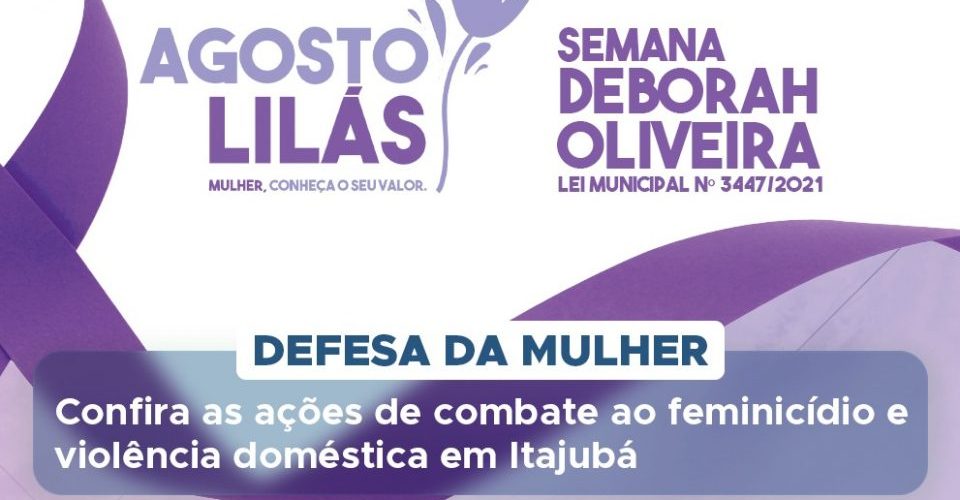 AGOSTO
LILÁS
MULHER, CONHEÇA O SEU VALOR.
SEMANA
DEBORAH
OLIVEIRA
LEI MUNICIPAL Nº 3447/2021
DEFESA DA MULHER
Confira as ações de combate ao feminicídio e
violência doméstica em Itajubá